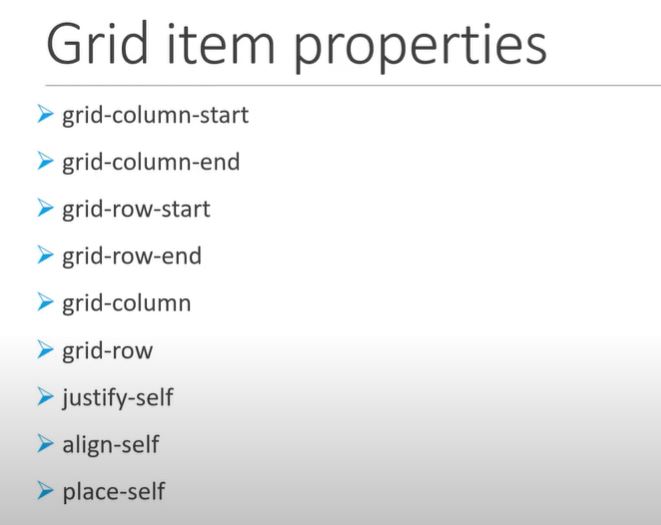 Grid item properties
grid-column-start
grid-column-end
grid-row-start
grid-row-end
grid-column
grid-row
justify-self
align-self
place-self